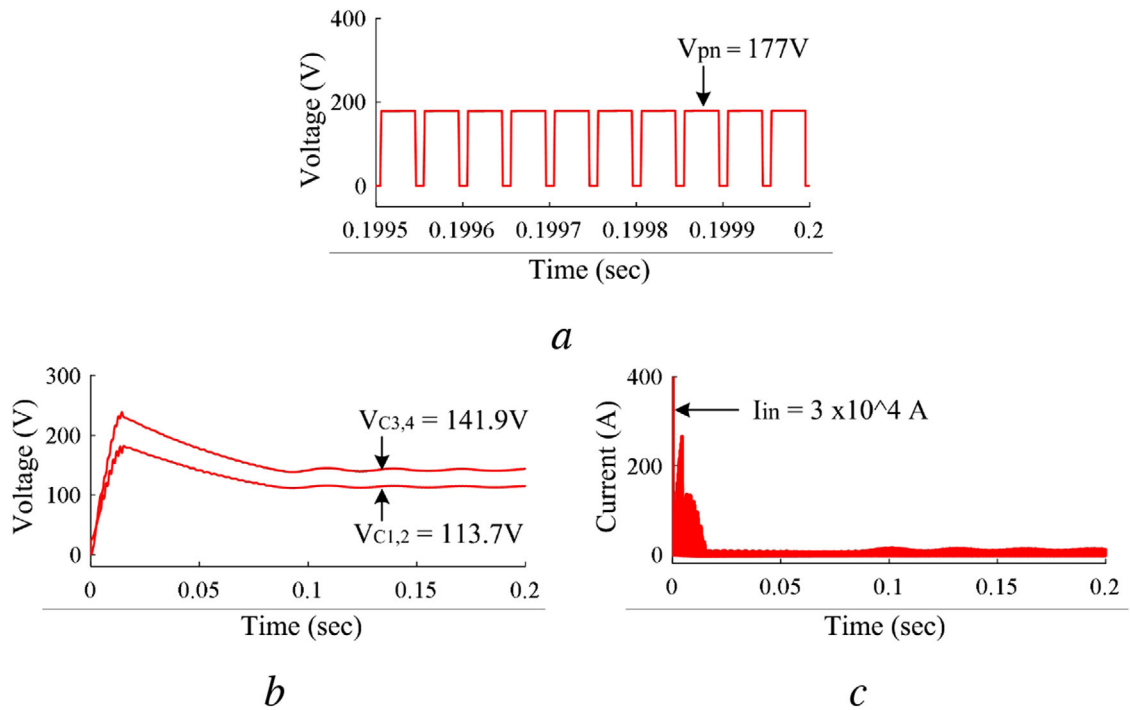 400
Vpn = 177V
Voltage (V)
200
0
0.1995
0.1996
0.1997
0.1998
0.1999
0.2
Time (sec)
a
300
Voltage (V)
VC3,4 = 141.9V
200
100
VC1,2 = 113.7V
0
0
0.05
0.1
0.15
0.2
Time (sec)
b
400
Iin = 3 x10^4 A
Current (A)
200
0
0
0.05
0.1
0.15
0.2
Time (sec)
c